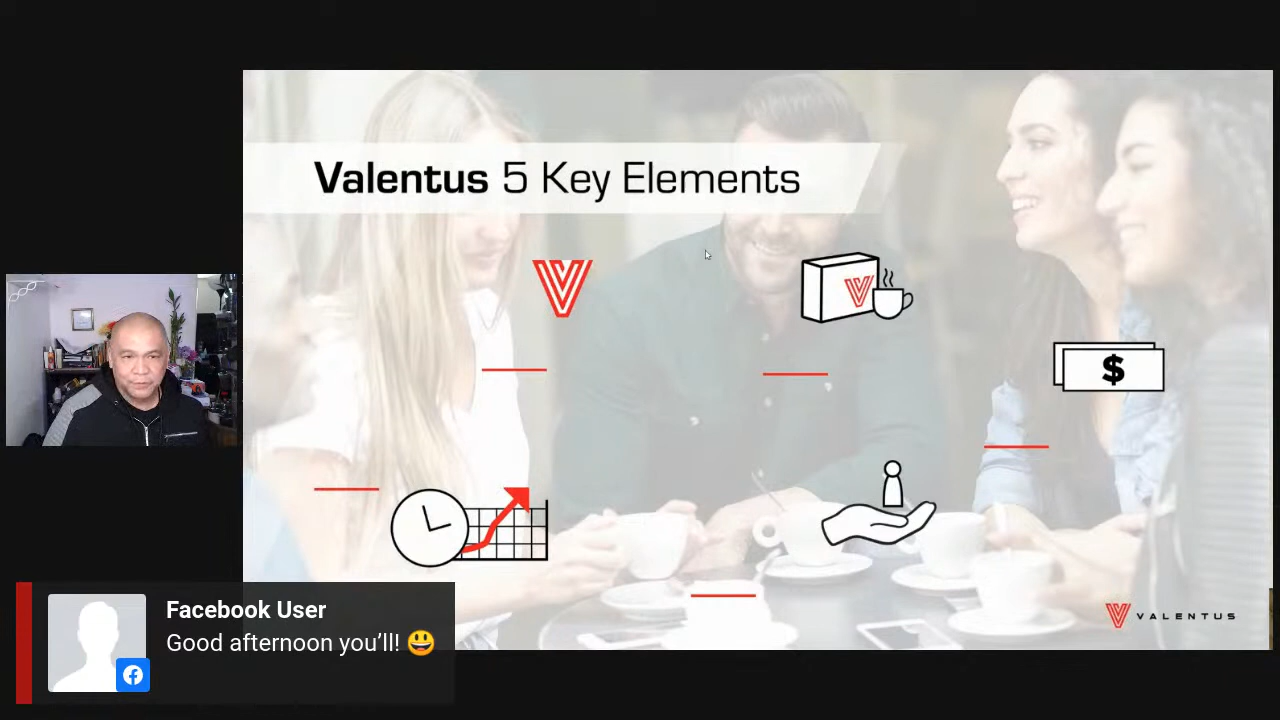 Valentus 5 Key Elements
$
VALENTUS
Facebook User
Good afternoon you’ll! 😃